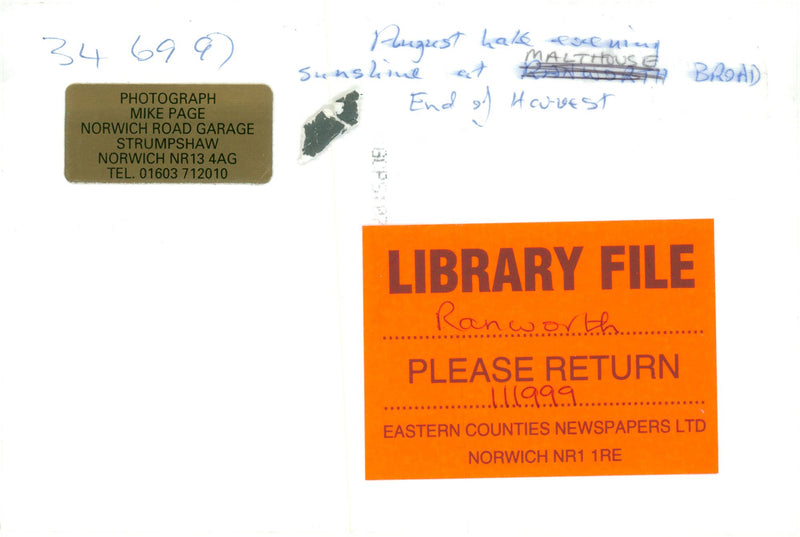 34 699)
August late evening
MALTHOUSE
sunshine at RANWORTH BROAD
End of Harvest
PHOTOGRAPH
MIKE PAGE
NORWICH ROAD GARAGE
STRUMPSHAW
NORWICH NR13 4AG
TEL. 01603 712010
LIBRARY FILE
Ranworth
PLEASE RETURN
111999
EASTERN COUNTIES NEWSPAPERS LTD
NORWICH NR1 1RE